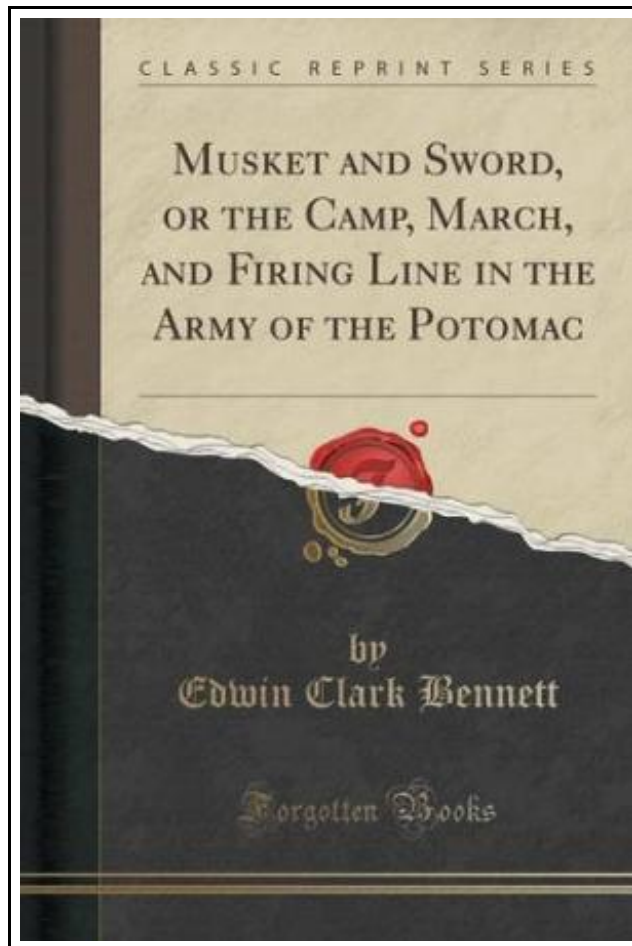 CLASSIC REPRINT SERIES
MUSKET AND SWORD,
OR THE CAMP, MARCH,
AND FIRING LINE IN THE
ARMY OF THE POTOMAC
F
by
Edwin Clark Bennett
Forgotten Books